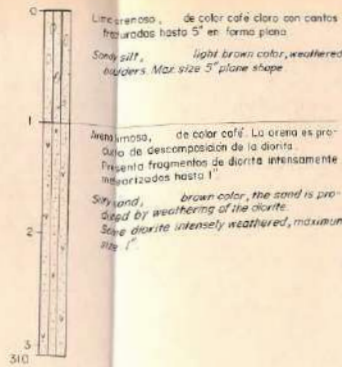 0
Limo arenoso, de color café claro con cantos
fracturados hasta 5" en forma plana
Sandy silt, light brown color, weathered
boulders. Max size 5" plane shape
1
Arena limosa, de color café. La arena es pro-
ducto de descomposición de la diorita.
Presenta fragmentos de diorita intensamente
meteorizados hasta 1".
Silty sand, brown color, the sand is pro-
duced by weathering of the diorite.
Some diorite intensely weathered, maximum
size 1".
2
3
310